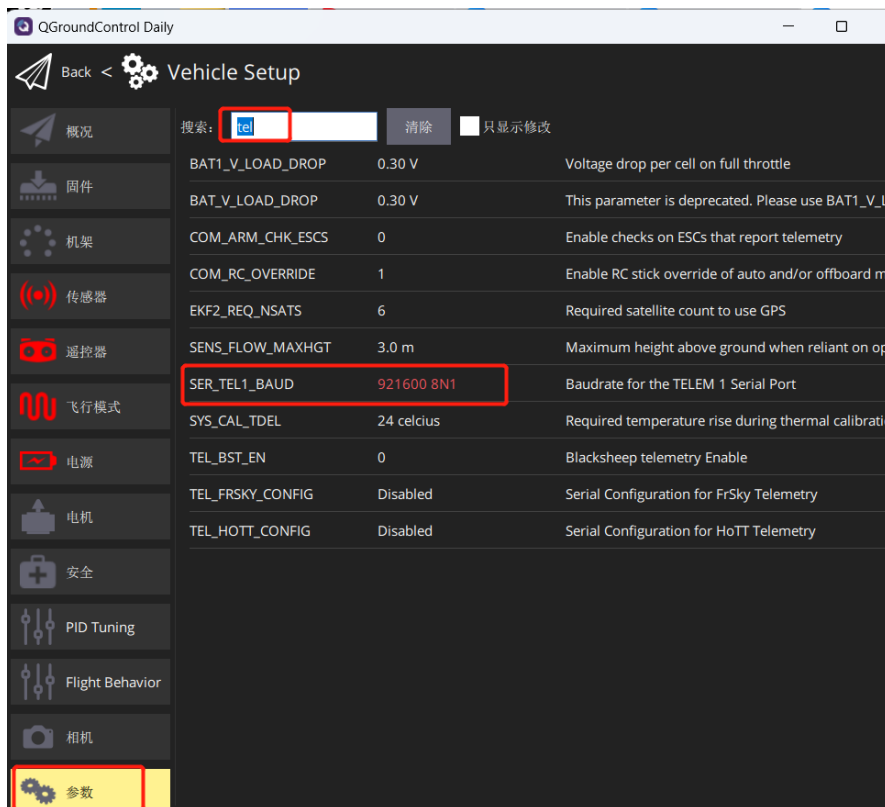 QGroundControl Daily
Back < Vehicle Setup
搜索: tel 清除 只显示修改
概况
固件
机架
传感器
遥控器
飞行模式
电源
电机
安全
PID Tuning
Flight Behavior
相机
参数
BAT1_V_LOAD_DROP 0.30 V Voltage drop per cell on full throttle
BAT_V_LOAD_DROP 0.30 V This parameter is deprecated. Please use BAT1_V_L
COM_ARM_CHK_ESCS 0 Enable checks on ESCs that report telemetry
COM_RC_OVERRIDE 1 Enable RC stick override of auto and/or offboard m
EKF2_REQ_NSATS 6 Required satellite count to use GPS
SENS_FLOW_MAXHGT 3.0 m Maximum height above ground when reliant on op
SER_TEL1_BAUD 921600 8N1 Baudrate for the TELEM 1 Serial Port
SYS_CAL_TDEL 24 celcius Required temperature rise during thermal calibrati
TEL_BST_EN 0 Blacksheep telemetry Enable
TEL_FRSKY_CONFIG Disabled Serial Configuration for FrSky Telemetry
TEL_HOTT_CONFIG Disabled Serial Configuration for HoTT Telemetry